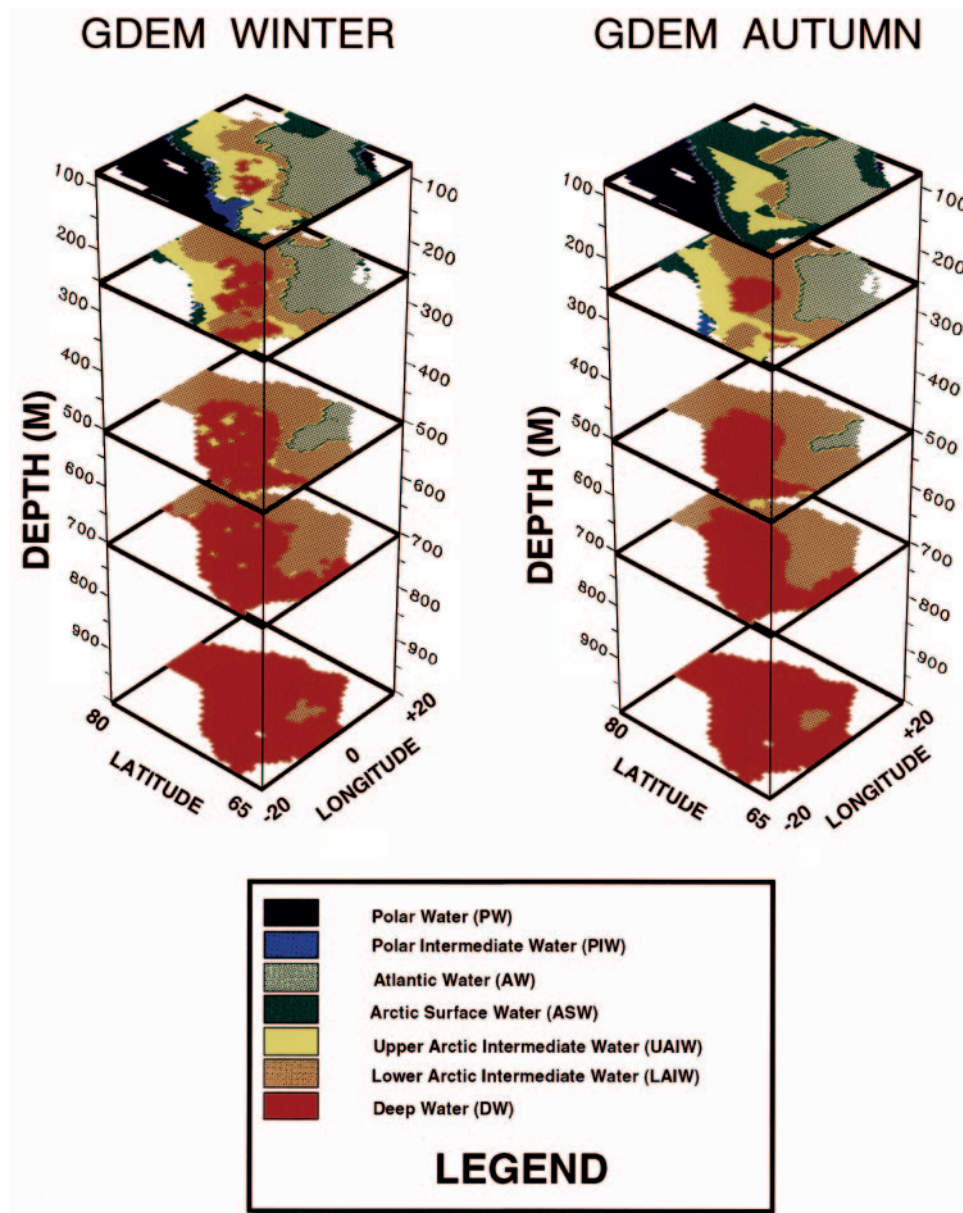 GDEM WINTER
GDEM AUTUMN
100
200
300
400
500
600
700
800
900
100
200
300
400
500
600
700
800
900
DEPTH (M)
80
LATITUDE
65
-20
0
LONGITUDE
+20
100
200
300
400
500
600
700
800
900
100
200
300
400
500
600
700
800
900
DEPTH (M)
80
LATITUDE
65
-20
0
LONGITUDE
+20
Polar Water (PW)
Polar Intermediate Water (PIW)
Atlantic Water (AW)
Arctic Surface Water (ASW)
Upper Arctic Intermediate Water (UAIW)
Lower Arctic Intermediate Water (LAIW)
Deep Water (DW)
LEGEND